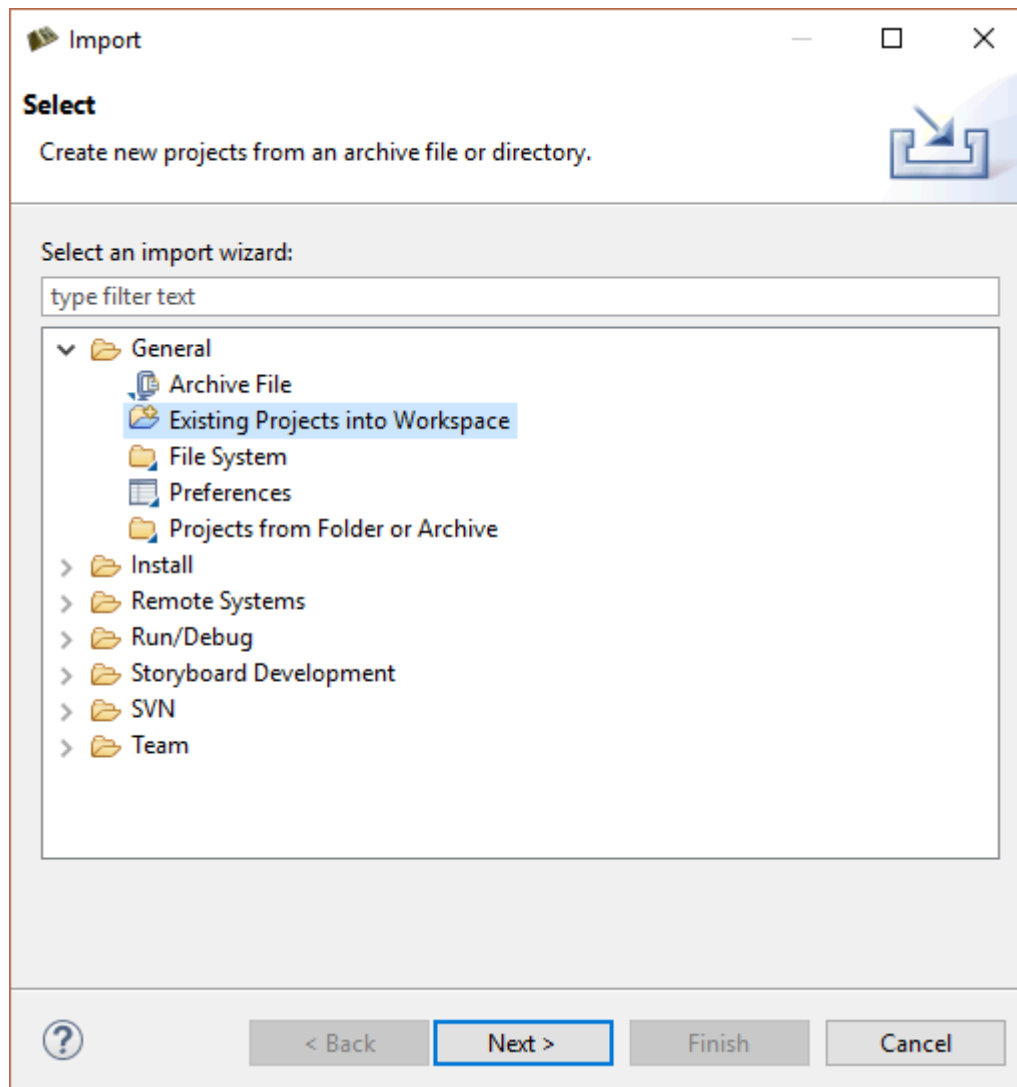 Import
Select
Create new projects from an archive file or directory.
Select an import wizard:
type filter text
General
Archive File
Existing Projects into Workspace
File System
Preferences
Projects from Folder or Archive
Install
Remote Systems
Run/Debug
Storyboard Development
SVN
Team
? < Back Next > Finish Cancel